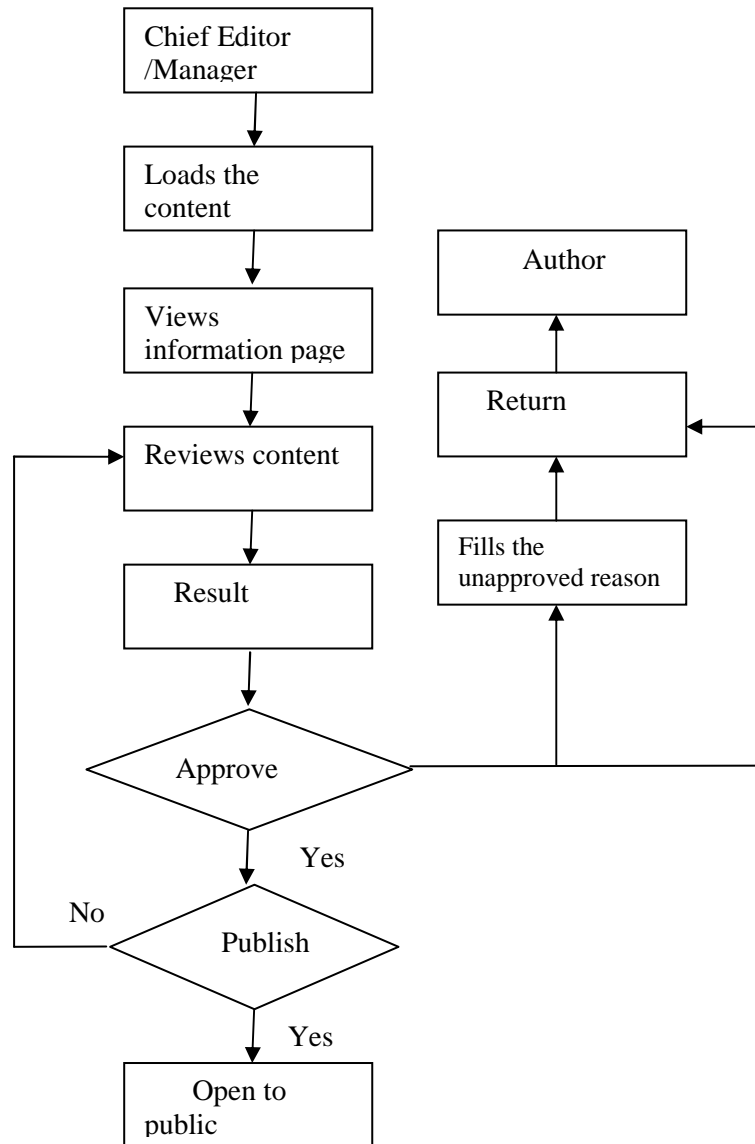 Chief Editor
/Manager
Loads the
content
Views
information page
Reviews content
Result
Approve
Yes
No
Publish
Yes
Open to
public
Author
Return
Fills the
unapproved reason